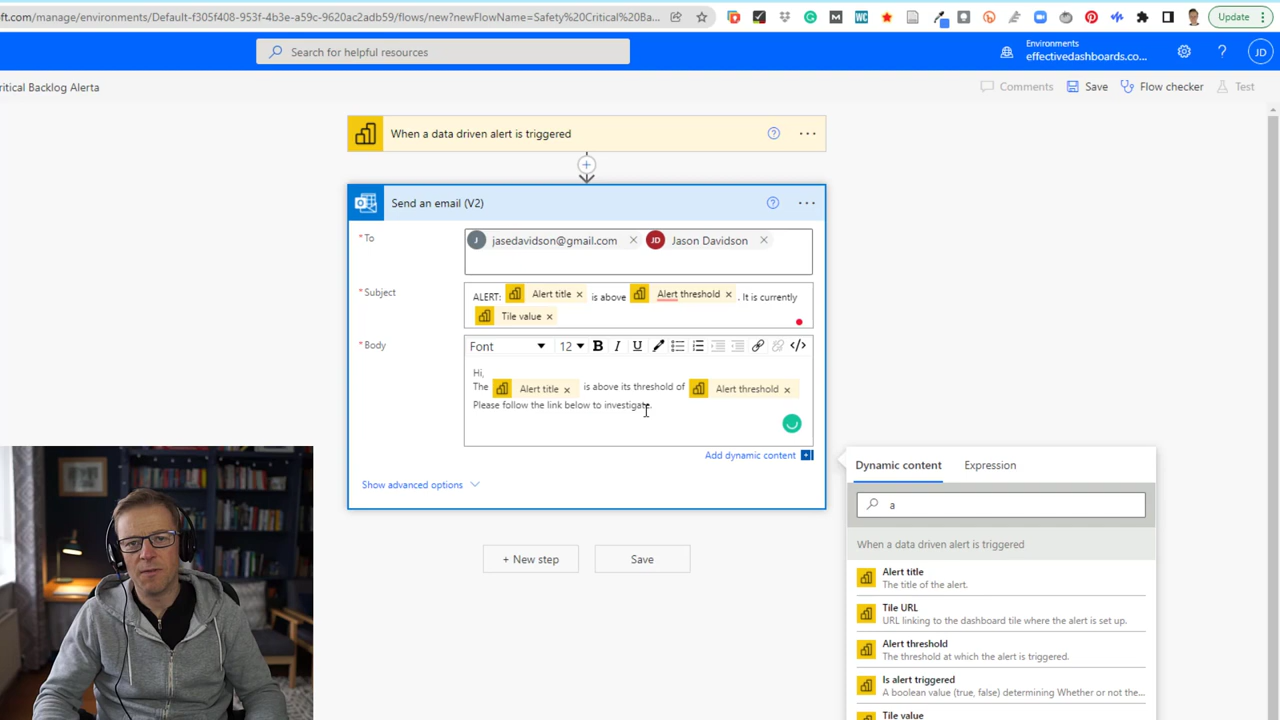 ft.com/manage/environments/Default-f305f408-953f-4b3e-a59c-9620ac2adb59/flows/new?newFlowName=Safety%20Critical%20Ba...
Update
Search for helpful resources
Environments
effectivedashboards.co...
JD
ritical Backlog Alerta
Comments
Save
Flow checker
Test
When a data driven alert is triggered
Send an email (V2)
* To
J jasedavidson@gmail.com × JD Jason Davidson ×
* Subject
ALERT: Alert title × is above Alert threshold × . It is currently
Tile value ×
* Body
Font 12 B I U </>
Hi,
The Alert title × is above its threshold of Alert threshold ×
Please follow the link below to investigate.
Add dynamic content +
Show advanced options
+ New step
Save
Dynamic content Expression
a
When a data driven alert is triggered
Alert title
The title of the alert.
Tile URL
URL linking to the dashboard tile where the alert is set up.
Alert threshold
The threshold at which the alert is triggered.
Is alert triggered
A boolean value (true, false) determining Whether or not the...
Tile value